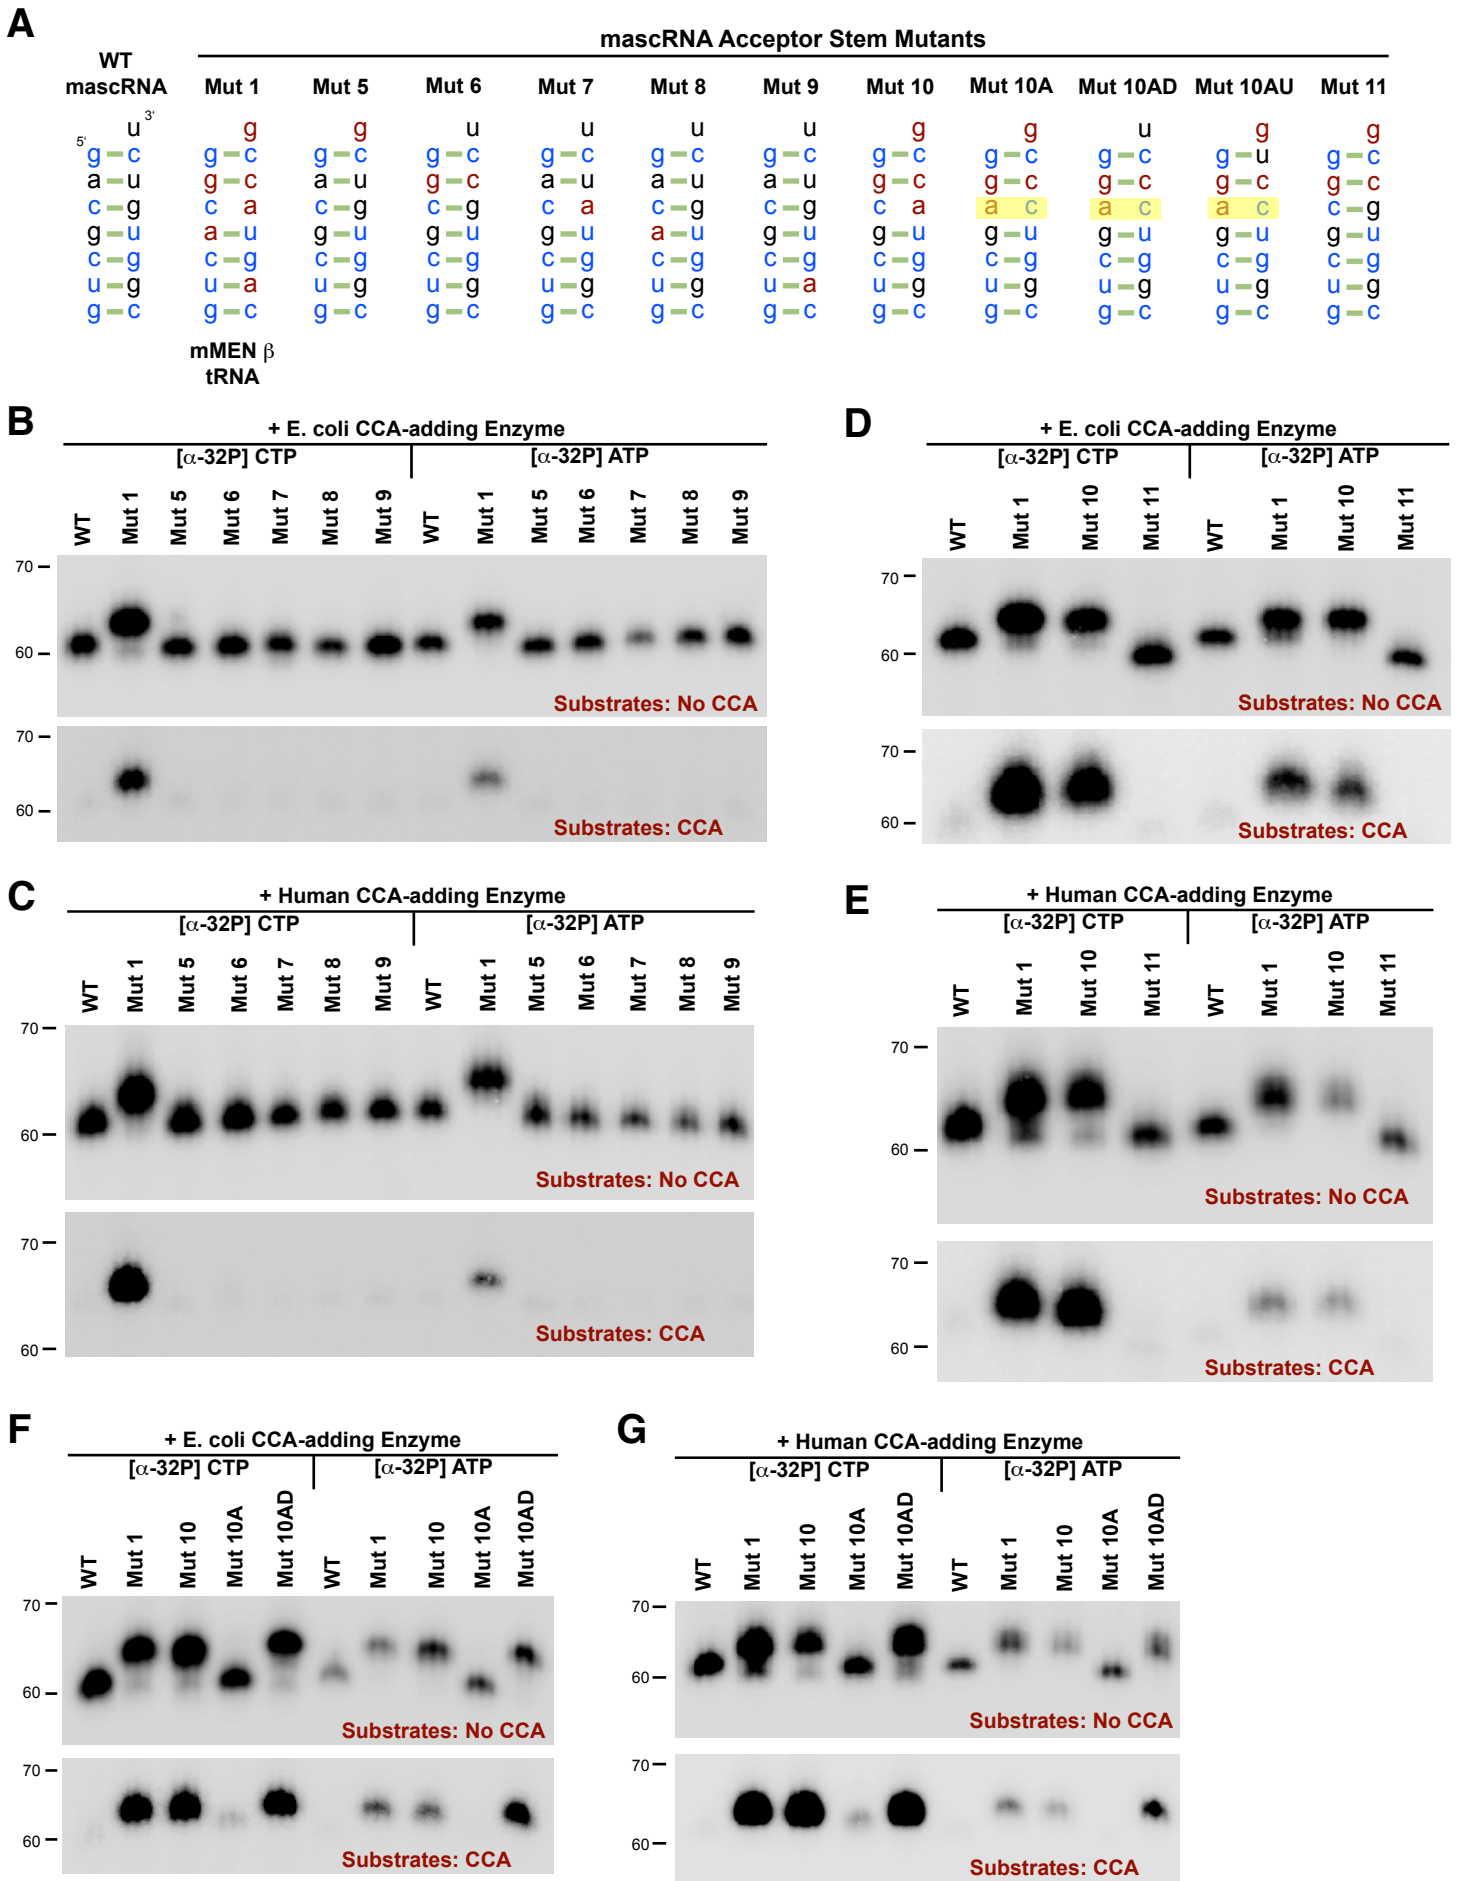 A
mascRNA Acceptor Stem Mutants
WT
mascRNA
Mut 1 Mut 5 Mut 6 Mut 7 Mut 8 Mut 9 Mut 10 Mut 10A Mut 10AD Mut 10AU Mut 11
5' u 3' g g u u u u g g u g g
g c g c g c g c g c g c g c g c g c g c g u g c
a u g c a u g c a u a u a u g c g c g c g c g c
c g c a c g c g c a c g c g c a a c a c a c c g
g u a u g u g u g u a u g u g u g u g u g u g u
c g c g c g c g c g c g c g c g c g c g c g c g
u g u a u g u g u g u g u a u g u g u g u g u g
g c g c g c g c g c g c g c g c g c g c g c g c
mMEN β
tRNA
B
+ E. coli CCA-adding Enzyme
[α-32P] CTP [α-32P] ATP
WT Mut 1 Mut 5 Mut 6 Mut 7 Mut 8 Mut 9 WT Mut 1 Mut 5 Mut 6 Mut 7 Mut 8 Mut 9
70
60
Substrates: No CCA
70
60
Substrates: CCA
D
+ E. coli CCA-adding Enzyme
[α-32P] CTP [α-32P] ATP
WT Mut 1 Mut 10 Mut 11 WT Mut 1 Mut 10 Mut 11
70
60
Substrates: No CCA
70
60
Substrates: CCA
C
+ Human CCA-adding Enzyme
[α-32P] CTP [α-32P] ATP
WT Mut 1 Mut 5 Mut 6 Mut 7 Mut 8 Mut 9 WT Mut 1 Mut 5 Mut 6 Mut 7 Mut 8 Mut 9
70
60
Substrates: No CCA
70
60
Substrates: CCA
E
+ Human CCA-adding Enzyme
[α-32P] CTP [α-32P] ATP
WT Mut 1 Mut 10 Mut 11 WT Mut 1 Mut 10 Mut 11
70
60
Substrates: No CCA
70
60
Substrates: CCA
F
+ E. coli CCA-adding Enzyme
[α-32P] CTP [α-32P] ATP
WT Mut 1 Mut 10 Mut 10A Mut 10AD WT Mut 1 Mut 10 Mut 10A Mut 10AD
70
60
Substrates: No CCA
70
60
Substrates: CCA
G
+ Human CCA-adding Enzyme
[α-32P] CTP [α-32P] ATP
WT Mut 1 Mut 10 Mut 10A Mut 10AD WT Mut 1 Mut 10 Mut 10A Mut 10AD
70
60
Substrates: No CCA
70
60
Substrates: CCA